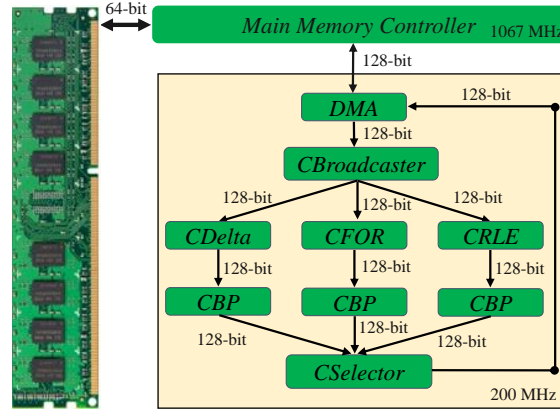 64-bit
Main Memory Controller
1067 MHz
128-bit
DMA
128-bit
128-bit
CBroadcaster
128-bit
128-bit
128-bit
CDelta
CFOR
CRLE
128-bit
128-bit
128-bit
CBP
CBP
CBP
128-bit
128-bit
128-bit
CSelector
200 MHz